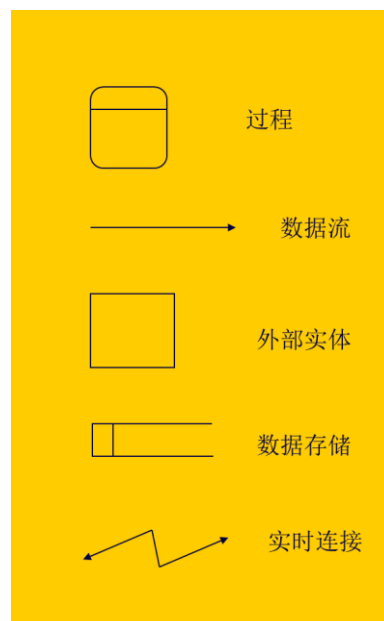 过程
数据流
外部实体
数据存储
实时连接